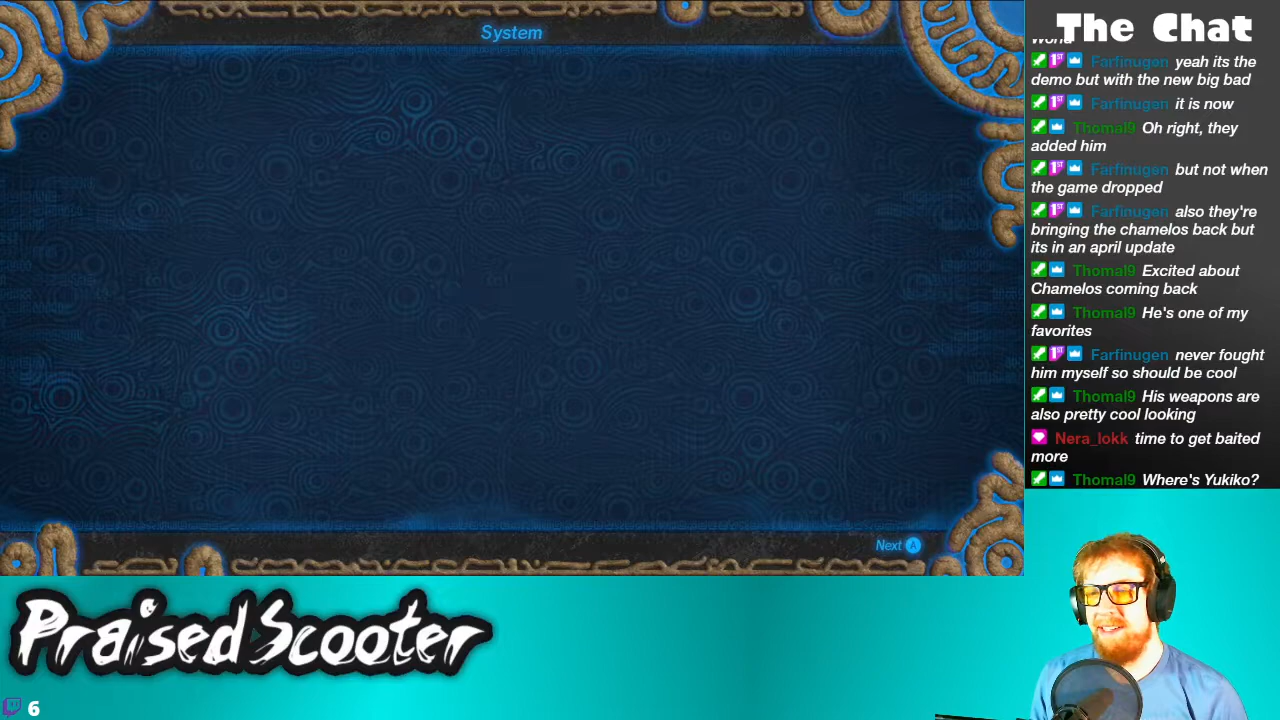 System
Next A
The Chat
Farfinugen yeah its the
demo but with the new big bad
Farfinugen it is now
Thomal9 Oh right, they
added him
Farfinugen but not when
the game dropped
Farfinugen also they're
bringing the chamelos back but
its in an april update
Thomal9 Excited about
Chamelos coming back
Thomal9 He's one of my
favorites
Farfinugen never fought
him myself so should be cool
Thomal9 His weapons are
also pretty cool looking
Nera_lokk time to get baited
more
Thomal9 Where's Yukiko?
PraisedScooter
6